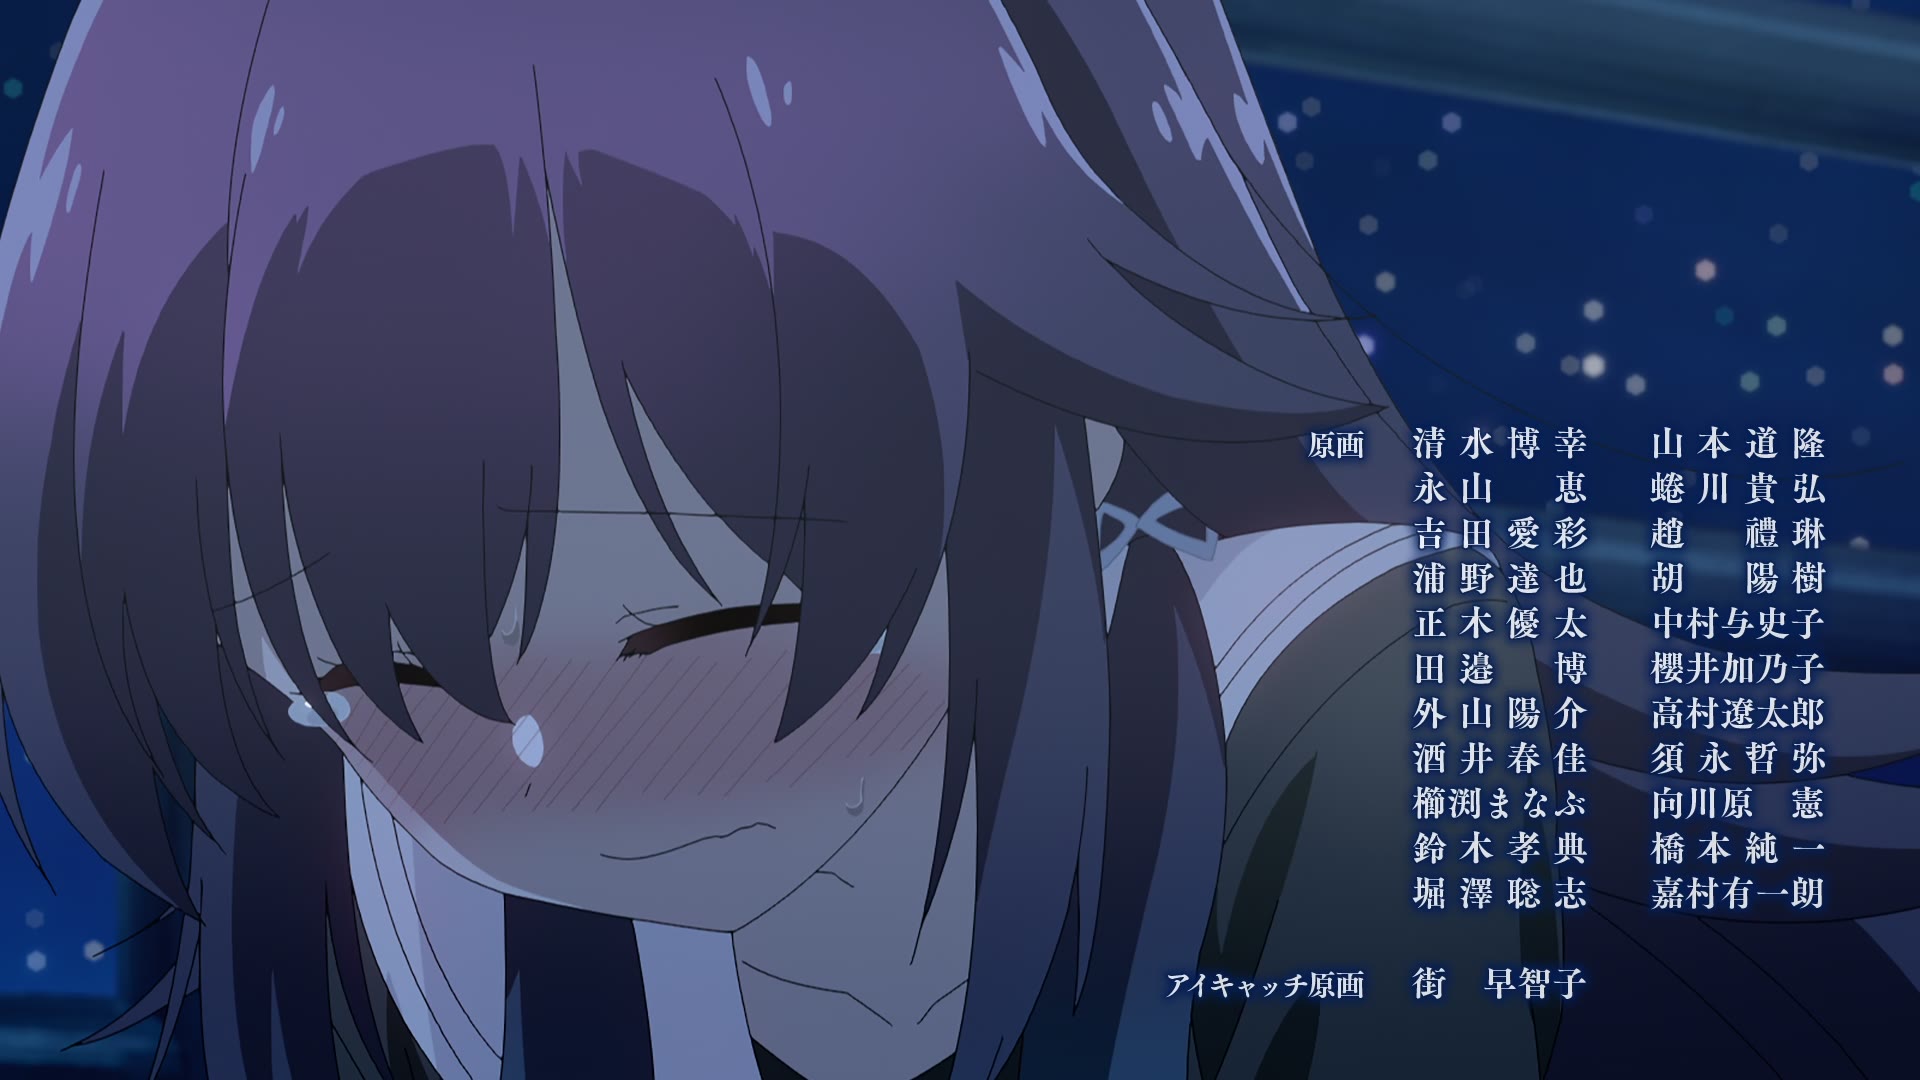 原画 清水博幸 山本道隆
永山 恵 蜷川貴弘
吉田愛彩 趙 禮琳
浦野達也 胡 陽樹
正木優太 中村与史子
田邉 博 櫻井加乃子
外山陽介 高村遼太郎
酒井春佳 須永哲弥
櫛渕まなぶ 向川原 憲
鈴木孝典 橋本純一
堀澤聡志 嘉村有一朗
アイキャッチ原画 街 早智子